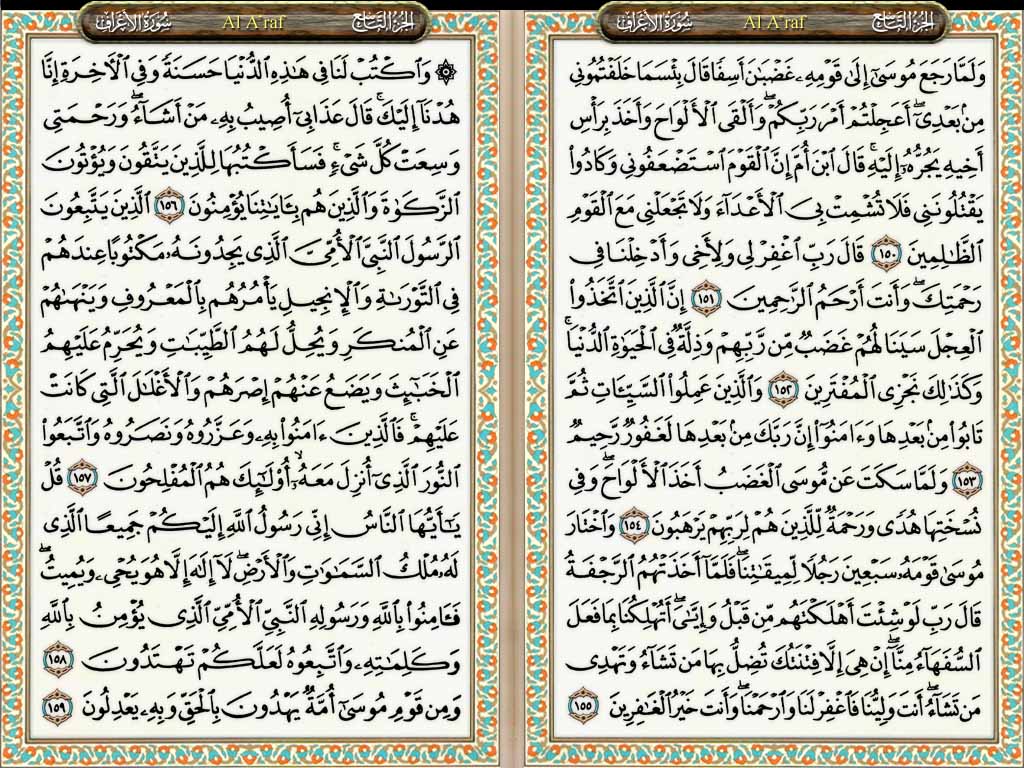 الجزء التاسع Al A'raf سورة الأعراف
وَلَمَّا رَجَعَ مُوسَىٰٓ إِلَىٰ قَوْمِهِۦ غَضْبَٰنَ أَسِفًا قَالَ بِئْسَمَا خَلَفْتُمُونِى
مِنۢ بَعْدِىٓ ۖ أَعَجِلْتُمْ أَمْرَ رَبِّكُمْ ۖ وَأَلْقَى ٱلْأَلْوَاحَ وَأَخَذَ بِرَأْسِ
أَخِيهِ يَجُرُّهُۥٓ إِلَيْهِ ۚ قَالَ ٱبْنَ أُمَّ إِنَّ ٱلْقَوْمَ ٱسْتَضْعَفُونِى وَكَادُوا۟
يَقْتُلُونَنِى فَلَا تُشْمِتْ بِىَ ٱلْأَعْدَآءَ وَلَا تَجْعَلْنِى مَعَ ٱلْقَوْمِ
ٱلظَّٰلِمِينَ ١٥٠ قَالَ رَبِّ ٱغْفِرْ لِى وَلِأَخِى وَأَدْخِلْنَا فِى
رَحْمَتِكَ ۖ وَأَنتَ أَرْحَمُ ٱلرَّٰحِمِينَ ١٥١ إِنَّ ٱلَّذِينَ ٱتَّخَذُوا۟
ٱلْعِجْلَ سَيَنَالُهُمْ غَضَبٌ مِّن رَّبِّهِمْ وَذِلَّةٌ فِى ٱلْحَيَوٰةِ ٱلدُّنْيَا ۚ
وَكَذَٰلِكَ نَجْزِى ٱلْمُفْتَرِينَ ١٥٢ وَٱلَّذِينَ عَمِلُوا۟ ٱلسَّيِّـَٔاتِ ثُمَّ
تَابُوا۟ مِنۢ بَعْدِهَا وَءَامَنُوٓا۟ إِنَّ رَبَّكَ مِنۢ بَعْدِهَا لَغَفُورٌ رَّحِيمٌ
١٥٣ وَلَمَّا سَكَتَ عَن مُّوسَى ٱلْغَضَبُ أَخَذَ ٱلْأَلْوَاحَ ۖ وَفِى
نُسْخَتِهَا هُدًى وَرَحْمَةٌ لِّلَّذِينَ هُمْ لِرَبِّهِمْ يَرْهَبُونَ ١٥٤ وَٱخْتَارَ
مُوسَىٰ قَوْمَهُۥ سَبْعِينَ رَجُلًا لِّمِيقَٰتِنَا ۖ فَلَمَّآ أَخَذَتْهُمُ ٱلرَّجْفَةُ
قَالَ رَبِّ لَوْ شِئْتَ أَهْلَكْتَهُم مِّن قَبْلُ وَإِيَّٰىَ ۖ أَتُهْلِكُنَا بِمَا فَعَلَ
ٱلسُّفَهَآءُ مِنَّآ ۖ إِنْ هِىَ إِلَّا فِتْنَتُكَ تُضِلُّ بِهَا مَن تَشَآءُ وَتَهْدِى
مَن تَشَآءُ ۖ أَنتَ وَلِيُّنَا فَٱغْفِرْ لَنَا وَٱرْحَمْنَا ۖ وَأَنتَ خَيْرُ ٱلْغَٰفِرِينَ ١٥٥
الجزء التاسع Al A'raf سورة الأعراف
۞ وَٱكْتُبْ لَنَا فِى هَٰذِهِ ٱلدُّنْيَا حَسَنَةً وَفِى ٱلْءَاخِرَةِ إِنَّا
هُدْنَآ إِلَيْكَ ۚ قَالَ عَذَابِىٓ أُصِيبُ بِهِۦ مَنْ أَشَآءُ ۖ وَرَحْمَتِى
وَسِعَتْ كُلَّ شَىْءٍ ۚ فَسَأَكْتُبُهَا لِلَّذِينَ يَتَّقُونَ وَيُؤْتُونَ
ٱلزَّكَوٰةَ وَٱلَّذِينَ هُم بِـَٔايَٰتِنَا يُؤْمِنُونَ ١٥٦ ٱلَّذِينَ يَتَّبِعُونَ
ٱلرَّسُولَ ٱلنَّبِىَّ ٱلْأُمِّىَّ ٱلَّذِى يَجِدُونَهُۥ مَكْتُوبًا عِندَهُمْ
فِى ٱلتَّوْرَىٰةِ وَٱلْإِنجِيلِ يَأْمُرُهُم بِٱلْمَعْرُوفِ وَيَنْهَىٰهُمْ
عَنِ ٱلْمُنكَرِ وَيُحِلُّ لَهُمُ ٱلطَّيِّبَٰتِ وَيُحَرِّمُ عَلَيْهِمُ
ٱلْخَبَٰٓئِثَ وَيَضَعُ عَنْهُمْ إِصْرَهُمْ وَٱلْأَغْلَٰلَ ٱلَّتِى كَانَتْ
عَلَيْهِمْ ۚ فَٱلَّذِينَ ءَامَنُوا۟ بِهِۦ وَعَزَّرُوهُ وَنَصَرُوهُ وَٱتَّبَعُوا۟
ٱلنُّورَ ٱلَّذِىٓ أُنزِلَ مَعَهُۥٓ ۙ أُو۟لَٰٓئِكَ هُمُ ٱلْمُفْلِحُونَ ١٥٧ قُلْ
يَٰٓأَيُّهَا ٱلنَّاسُ إِنِّى رَسُولُ ٱللَّهِ إِلَيْكُمْ جَمِيعًا ٱلَّذِى
لَهُۥ مُلْكُ ٱلسَّمَٰوَٰتِ وَٱلْأَرْضِ ۖ لَآ إِلَٰهَ إِلَّا هُوَ يُحْىِۦ وَيُمِيتُ ۖ
فَـَٔامِنُوا۟ بِٱللَّهِ وَرَسُولِهِ ٱلنَّبِىِّ ٱلْأُمِّىِّ ٱلَّذِى يُؤْمِنُ بِٱللَّهِ
وَكَلِمَٰتِهِۦ وَٱتَّبِعُوهُ لَعَلَّكُمْ تَهْتَدُونَ ١٥٨
وَمِن قَوْمِ مُوسَىٰٓ أُمَّةٌ يَهْدُونَ بِٱلْحَقِّ وَبِهِۦ يَعْدِلُونَ ١٥٩